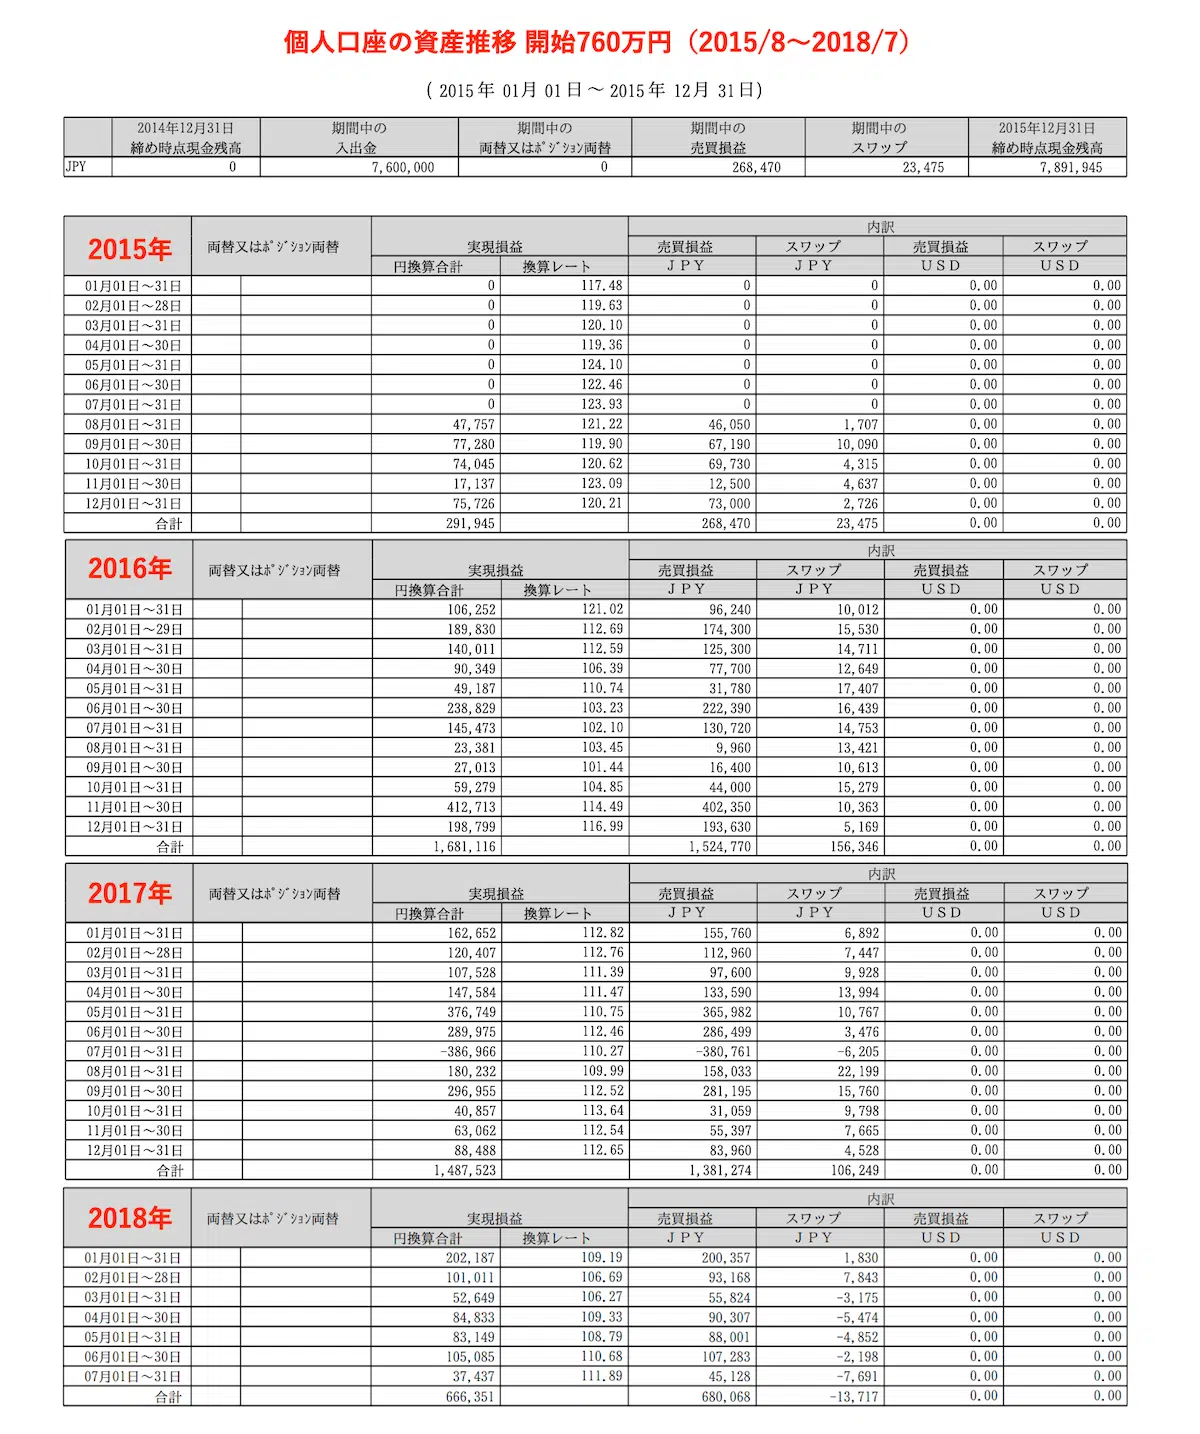 個人口座の資産推移 開始760万円（2015/8～2018/7）
( 2015年 01月 01日 ～ 2015年 12月 31日)
2014年12月31日 期間中の 期間中の 期間中の 期間中の 2015年12月31日
締め時点現金残高 入出金 両替又はﾎﾟｼﾞｼｮﾝ両替 売買損益 スワップ 締め時点現金残高
JPY 0 7,600,000 0 268,470 23,475 7,891,945
内訳
2015年 両替又はﾎﾟｼﾞｼｮﾝ両替 実現損益 売買損益 スワップ 売買損益 スワップ
円換算合計 換算レート ＪＰＹ ＪＰＹ ＵＳＤ ＵＳＤ
01月01日～31日 0 117.48 0 0 0.00 0.00
02月01日～28日 0 119.63 0 0 0.00 0.00
03月01日～31日 0 120.10 0 0 0.00 0.00
04月01日～30日 0 119.36 0 0 0.00 0.00
05月01日～31日 0 124.10 0 0 0.00 0.00
06月01日～30日 0 122.46 0 0 0.00 0.00
07月01日～31日 0 123.93 0 0 0.00 0.00
08月01日～31日 47,757 121.22 46,050 1,707 0.00 0.00
09月01日～30日 77,280 119.90 67,190 10,090 0.00 0.00
10月01日～31日 74,045 120.62 69,730 4,315 0.00 0.00
11月01日～30日 17,137 123.09 12,500 4,637 0.00 0.00
12月01日～31日 75,726 120.21 73,000 2,726 0.00 0.00
合計 291,945 268,470 23,475 0.00 0.00
内訳
2016年 両替又はﾎﾟｼﾞｼｮﾝ両替 実現損益 売買損益 スワップ 売買損益 スワップ
円換算合計 換算レート ＪＰＹ ＪＰＹ ＵＳＤ ＵＳＤ
01月01日～31日 106,252 121.02 96,240 10,012 0.00 0.00
02月01日～29日 189,830 112.69 174,300 15,530 0.00 0.00
03月01日～31日 140,011 112.59 125,300 14,711 0.00 0.00
04月01日～30日 90,349 106.39 77,700 12,649 0.00 0.00
05月01日～31日 49,187 110.74 31,780 17,407 0.00 0.00
06月01日～30日 238,829 103.23 222,390 16,439 0.00 0.00
07月01日～31日 145,473 102.10 130,720 14,753 0.00 0.00
08月01日～31日 23,381 103.45 9,960 13,421 0.00 0.00
09月01日～30日 27,013 101.44 16,400 10,613 0.00 0.00
10月01日～31日 59,279 104.85 44,000 15,279 0.00 0.00
11月01日～30日 412,713 114.49 402,350 10,363 0.00 0.00
12月01日～31日 198,799 116.99 193,630 5,169 0.00 0.00
合計 1,681,116 1,524,770 156,346 0.00 0.00
内訳
2017年 両替又はﾎﾟｼﾞｼｮﾝ両替 実現損益 売買損益 スワップ 売買損益 スワップ
円換算合計 換算レート ＪＰＹ ＪＰＹ ＵＳＤ ＵＳＤ
01月01日～31日 162,652 112.82 155,760 6,892 0.00 0.00
02月01日～28日 120,407 112.76 112,960 7,447 0.00 0.00
03月01日～31日 107,528 111.39 97,600 9,928 0.00 0.00
04月01日～30日 147,584 111.47 133,590 13,994 0.00 0.00
05月01日～31日 376,749 110.75 365,982 10,767 0.00 0.00
06月01日～30日 289,975 112.46 286,499 3,476 0.00 0.00
07月01日～31日 -386,966 110.27 -380,761 -6,205 0.00 0.00
08月01日～31日 180,232 109.99 158,033 22,199 0.00 0.00
09月01日～30日 296,955 112.52 281,195 15,760 0.00 0.00
10月01日～31日 40,857 113.64 31,059 9,798 0.00 0.00
11月01日～30日 63,062 112.54 55,397 7,665 0.00 0.00
12月01日～31日 88,488 112.65 83,960 4,528 0.00 0.00
合計 1,487,523 1,381,274 106,249 0.00 0.00
内訳
2018年 両替又はﾎﾟｼﾞｼｮﾝ両替 実現損益 売買損益 スワップ 売買損益 スワップ
円換算合計 換算レート ＪＰＹ ＪＰＹ ＵＳＤ ＵＳＤ
01月01日～31日 202,187 109.19 200,357 1,830 0.00 0.00
02月01日～28日 101,011 106.69 93,168 7,843 0.00 0.00
03月01日～31日 52,649 106.27 55,824 -3,175 0.00 0.00
04月01日～30日 84,833 109.33 90,307 -5,474 0.00 0.00
05月01日～31日 83,149 108.79 88,001 -4,852 0.00 0.00
06月01日～30日 105,085 110.68 107,283 -2,198 0.00 0.00
07月01日～31日 37,437 111.89 45,128 -7,691 0.00 0.00
合計 666,351 680,068 -13,717 0.00 0.00